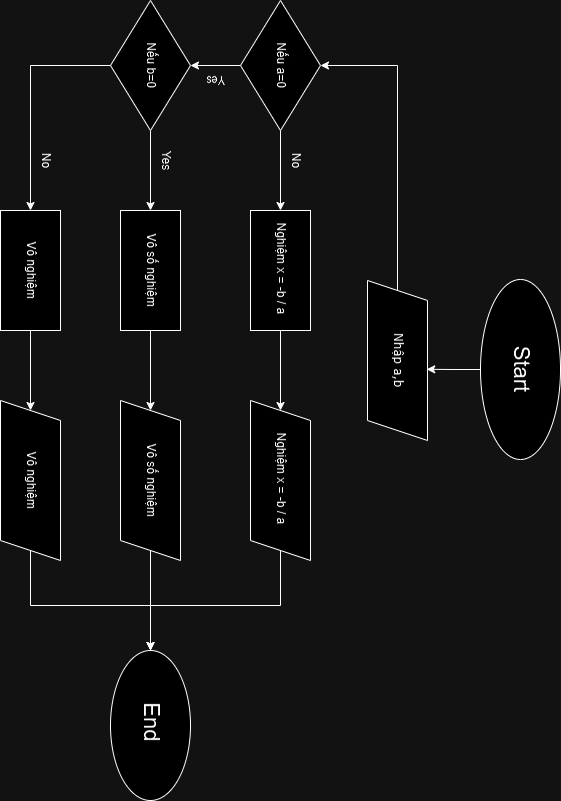 Start
Nhập a,b
Nếu a=0
Yes
No
Nếu b=0
Yes
No
Nghiệm x = -b / a
Vô số nghiệm
Vô nghiệm
Nghiệm x = -b / a
Vô số nghiệm
Vô nghiệm
End